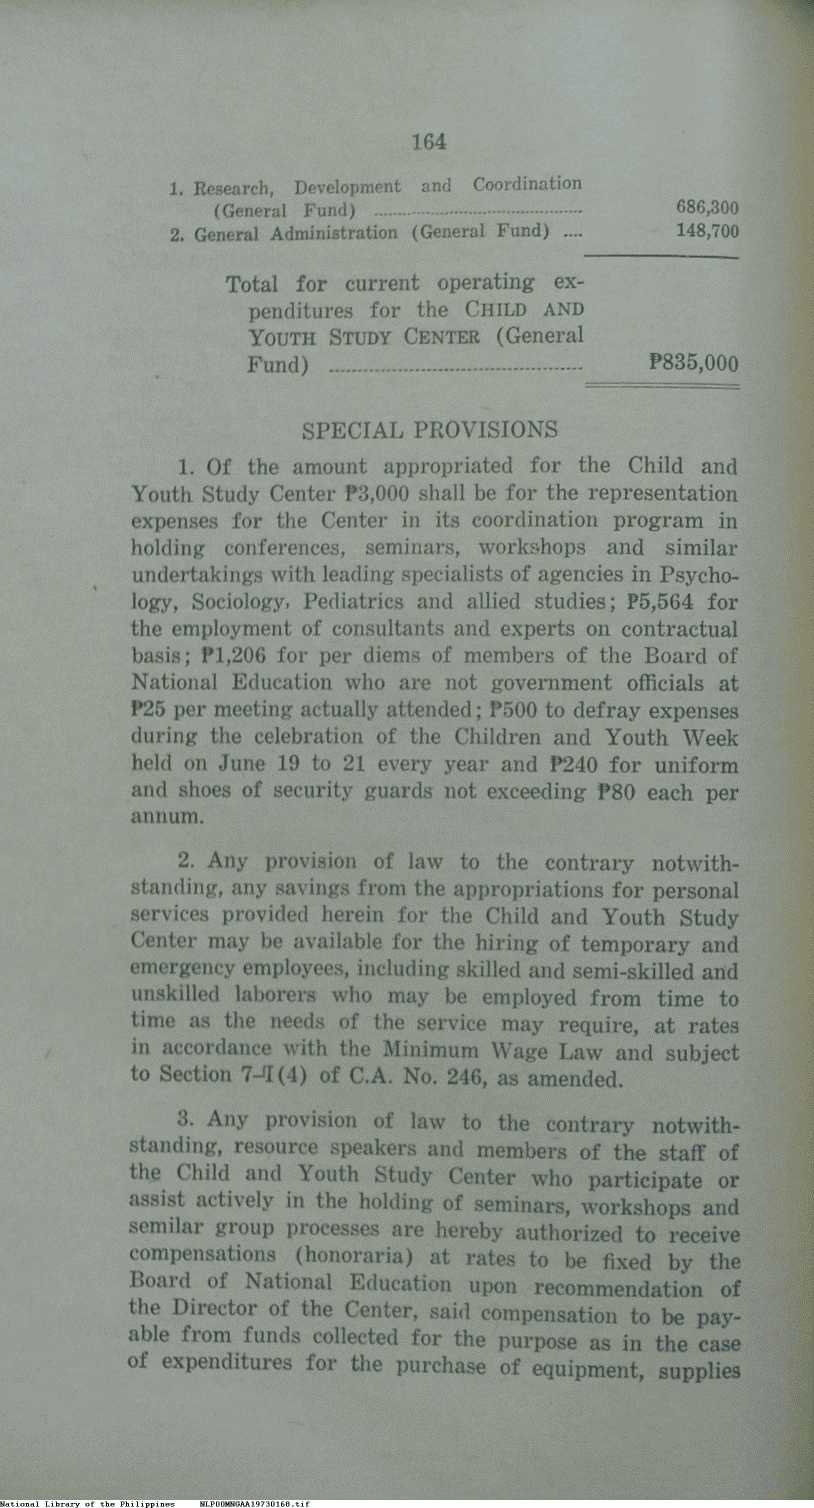 164
1. Research, Development and Coordination
(General Fund) ............................................
686,300
2. General Administration (General Fund) ....
148,700
Total for current operating ex-
penditures for the CHILD AND
YOUTH STUDY CENTER (General
Fund) ............................................
₱835,000
SPECIAL PROVISIONS
1. Of the amount appropriated for the Child and
Youth Study Center ₱3,000 shall be for the representation
expenses for the Center in its coordination program in
holding conferences, seminars, workshops and similar
undertakings with leading specialists of agencies in Psycho-
logy, Sociology, Pediatrics and allied studies; ₱5,564 for
the employment of consultants and experts on contractual
basis; ₱1,206 for per diems of members of the Board of
National Education who are not government officials at
₱25 per meeting actually attended; ₱500 to defray expenses
during the celebration of the Children and Youth Week
held on June 19 to 21 every year and ₱240 for uniform
and shoes of security guards not exceeding ₱80 each per
annum.
2. Any provision of law to the contrary notwith-
standing, any savings from the appropriations for personal
services provided herein for the Child and Youth Study
Center may be available for the hiring of temporary and
emergency employees, including skilled and semi-skilled and
unskilled laborers who may be employed from time to
time as the needs of the service may require, at rates
in accordance with the Minimum Wage Law and subject
to Section 7-I(4) of C.A. No. 246, as amended.
3. Any provision of law to the contrary notwith-
standing, resource speakers and members of the staff of
the Child and Youth Study Center who participate or
assist actively in the holding of seminars, workshops and
semilar group processes are hereby authorized to receive
compensations (honoraria) at rates to be fixed by the
Board of National Education upon recommendation of
the Director of the Center, said compensation to be pay-
able from funds collected for the purpose as in the case
of expenditures for the purchase of equipment, supplies
National Library of the Philippines NLP00MNGAA19730168.tif